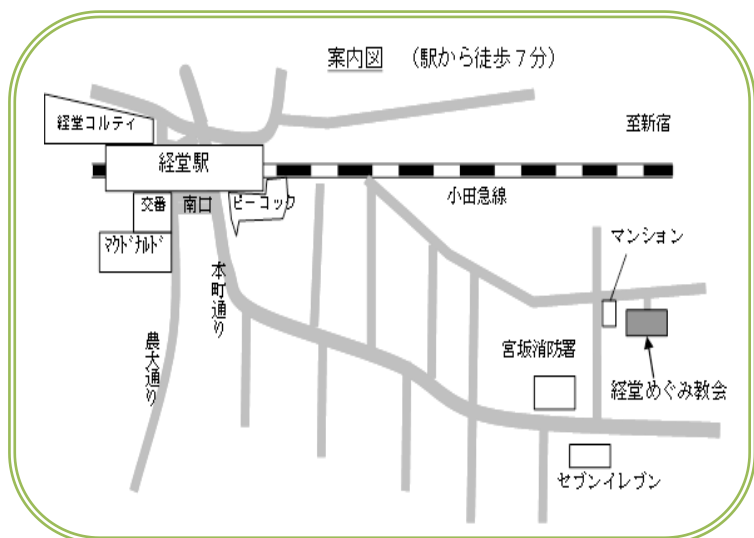 案内図 (駅から徒歩7分)
経堂コルティ
至新宿
経堂駅
小田急線
交番
南口
ピーコック
マクドナルド
マンション
本町通り
農大通り
宮坂消防署
経堂めぐみ教会
セブンイレブン